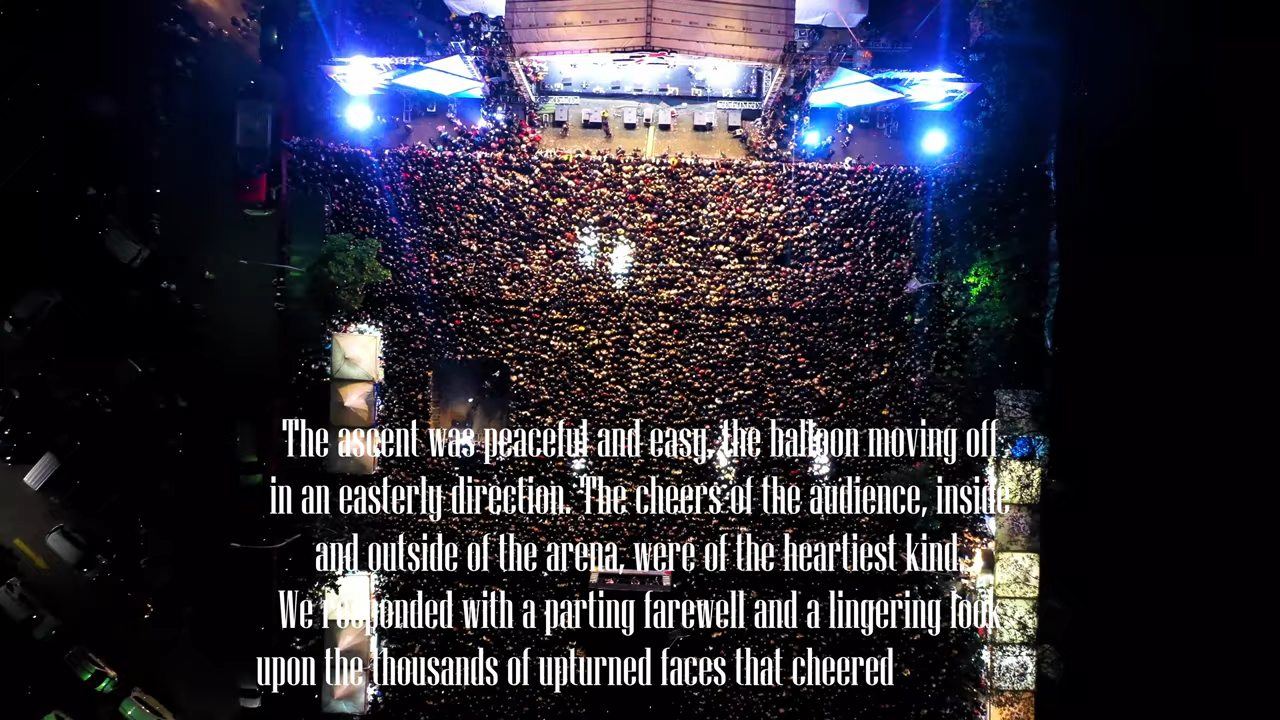 The ascent was peaceful and easy, the balloon moving off
in an easterly direction. The cheers of the audience, inside
and outside of the arena, were of the heartiest kind.
We responded with a parting farewell and a lingering look
upon the thousands of upturned faces that cheered